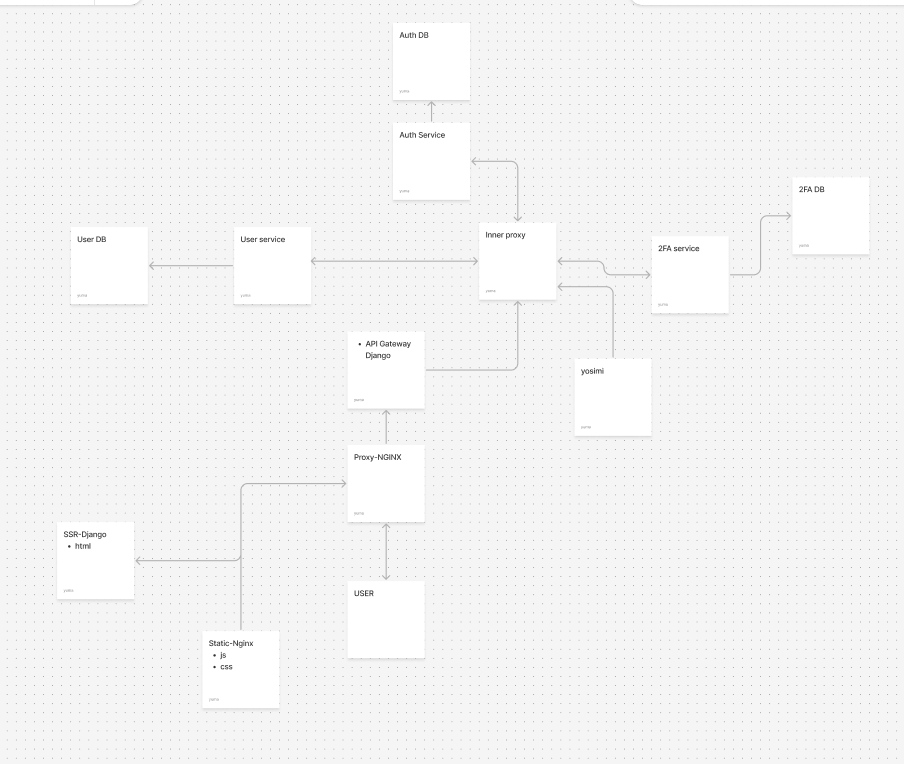 Auth DB
Auth Service
2FA DB
Inner proxy
User DB
User service
2FA service
• API Gateway
Django
yosimi
Proxy-NGINX
SSR-Django
• html
USER
Static-Nginx
• js
• css